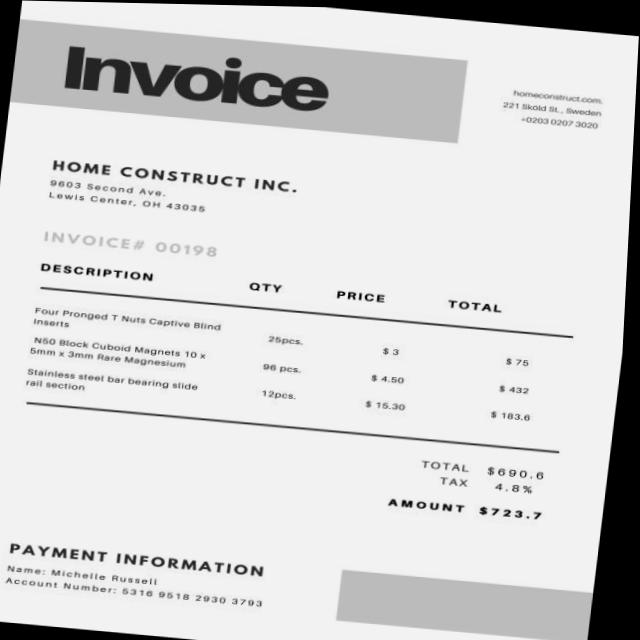 Invoice
homeconstruct.com.
221 Sköld St., Sweden
+0203 0207 3020
HOME CONSTRUCT INC.
9603 Second Ave.
Lewis Center, OH 43035
INVOICE# 00198
DESCRIPTION QTY PRICE TOTAL
Four Pronged T Nuts Captive Blind
Inserts 25pcs. $ 3 $ 75
N50 Block Cuboid Magnets 10 x
5mm x 3mm Rare Magnesium 96 pcs. $ 4.50 $ 432
Stainless steel bar bearing slide
rail section 12pcs. $ 15.30 $ 183.6
TOTAL $690.6
TAX 4.8%
AMOUNT $723.7
PAYMENT INFORMATION
Name: Michelle Russell
Account Number: 5316 9518 2930 3793